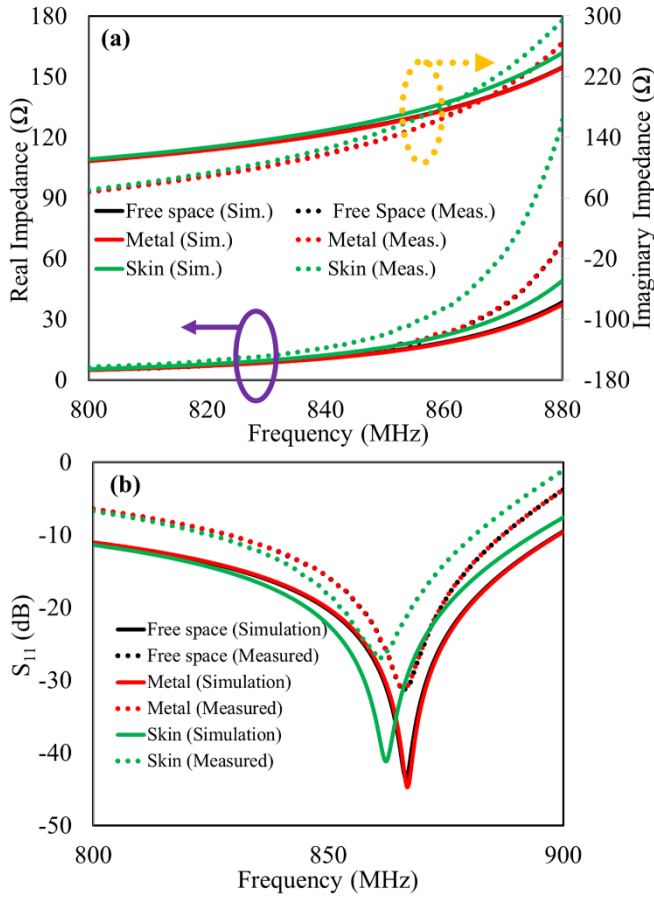 (a)
180
150
120
90
60
30
0
Real Impedance (Ω)
300
220
140
60
-20
-100
-180
Imaginary Impedance (Ω)
Free space (Sim.)
Free Space (Meas.)
Metal (Sim.)
Metal (Meas.)
Skin (Sim.)
Skin (Meas.)
800
820
840
860
880
Frequency (MHz)
(b)
0
-10
-20
-30
-40
-50
S11 (dB)
Free space (Simulation)
Free space (Measured)
Metal (Simulation)
Metal (Measured)
Skin (Simulation)
Skin (Measured)
800
850
900
Frequency (MHz)